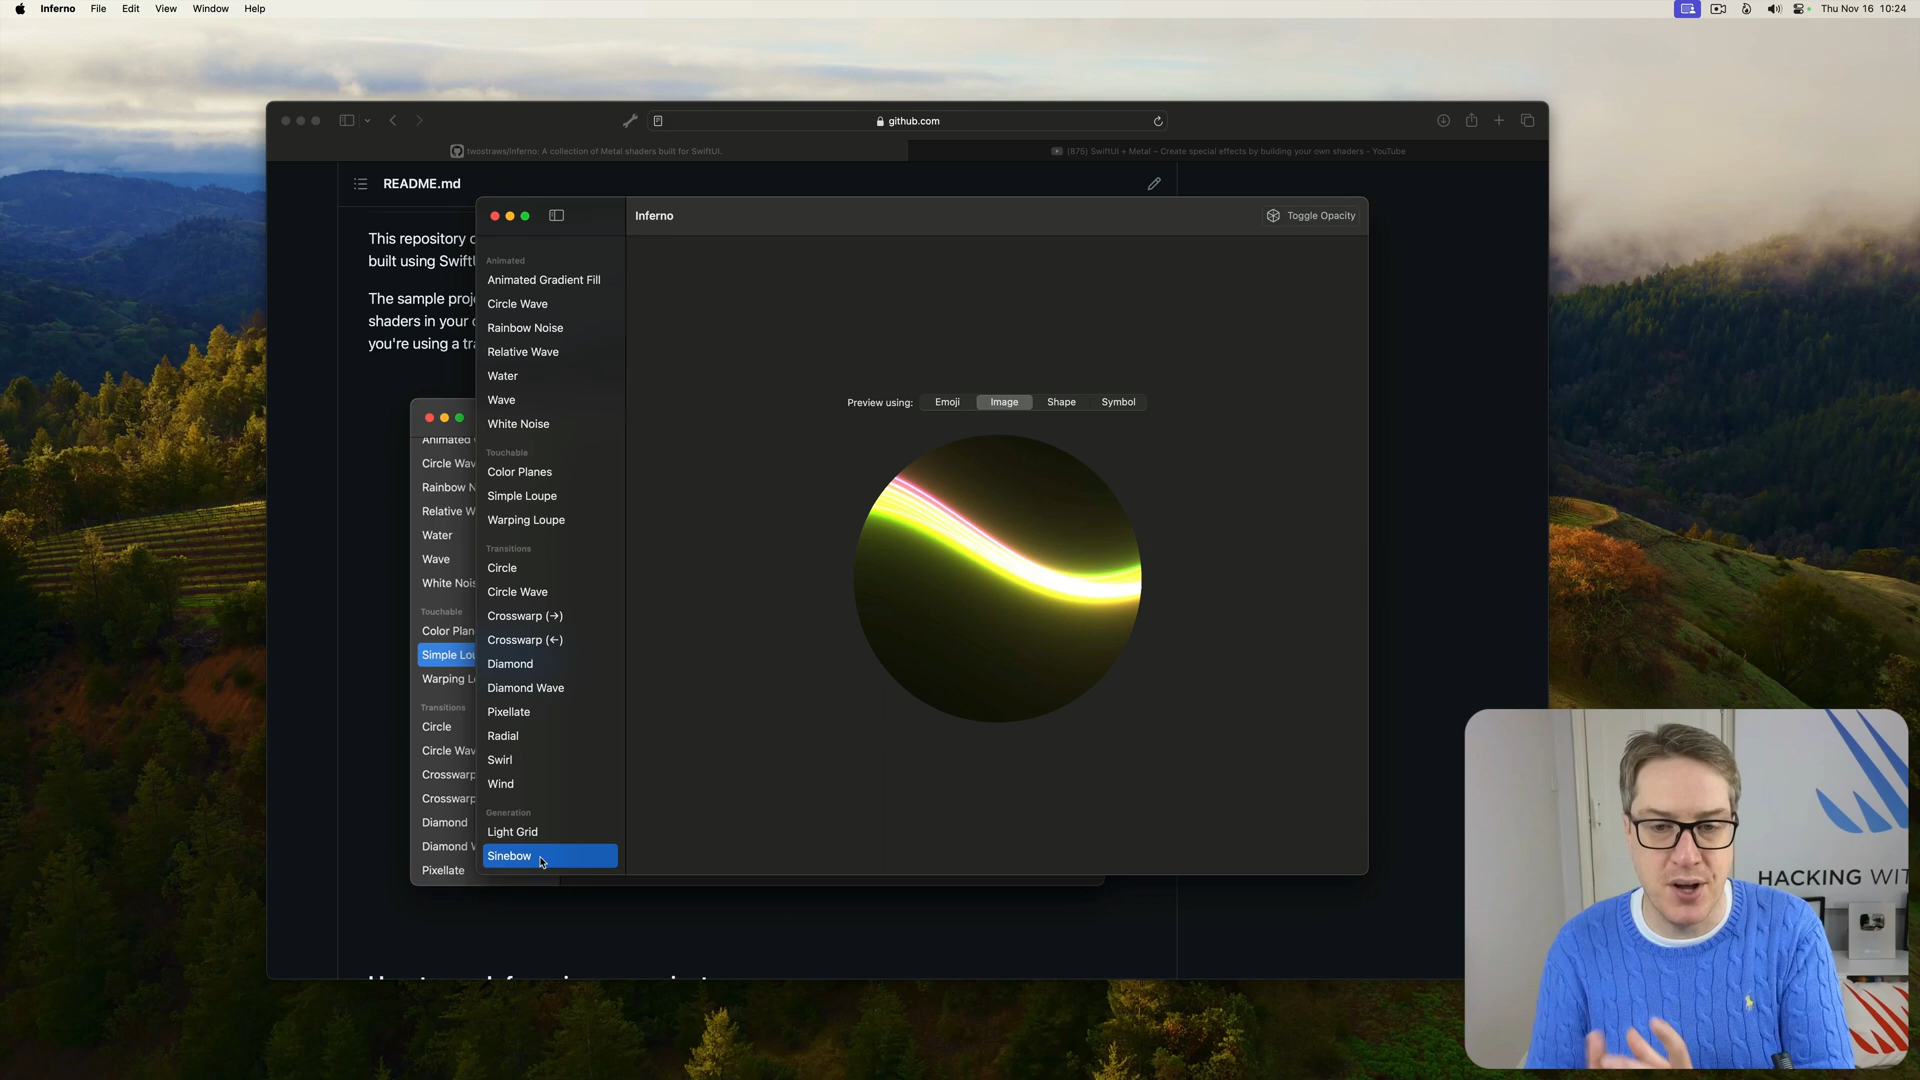 Inferno File Edit View Window Help
Thu Nov 16 10:24
github.com
twostraws/Inferno: A collection of Metal shaders built for SwiftUI.
(875) SwiftUI + Metal – Create special effects by building your own shaders - YouTube
README.md
This repository
built using Swift
The sample proj
shaders in your
you're using a
Animated
Circle Wav
Rainbow N
Relative W
Water
Wave
White Nois
Touchable
Color Plan
Simple Lou
Warping L
Transitions
Circle
Circle Wav
Crosswarp
Crosswarp
Diamond
Diamond W
Pixellate
Inferno
Toggle Opacity
Animated
Animated Gradient Fill
Circle Wave
Rainbow Noise
Relative Wave
Water
Wave
White Noise
Touchable
Color Planes
Simple Loupe
Warping Loupe
Transitions
Circle
Circle Wave
Crosswarp (→)
Crosswarp (←)
Diamond
Diamond Wave
Pixellate
Radial
Swirl
Wind
Generation
Light Grid
Sinebow
Preview using: Emoji Image Shape Symbol
HACKING WIT